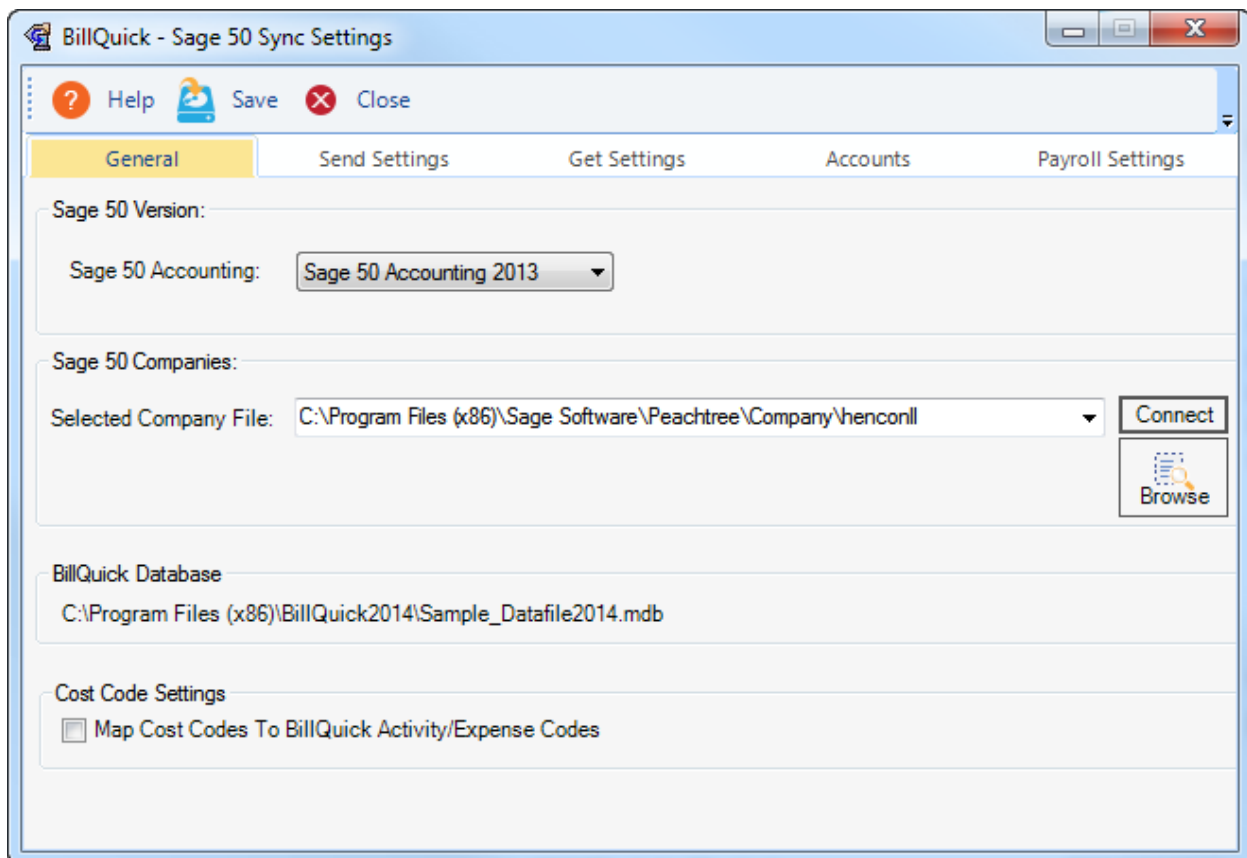 BillQuick - Sage 50 Sync Settings
Help Save Close
General Send Settings Get Settings Accounts Payroll Settings
Sage 50 Version:
Sage 50 Accounting: Sage 50 Accounting 2013
Sage 50 Companies:
Selected Company File: C:\Program Files (x86)\Sage Software\Peachtree\Company\henconll Connect
Browse
BillQuick Database
C:\Program Files (x86)\BillQuick2014\Sample_Datafile2014.mdb
Cost Code Settings
Map Cost Codes To BillQuick Activity/Expense Codes